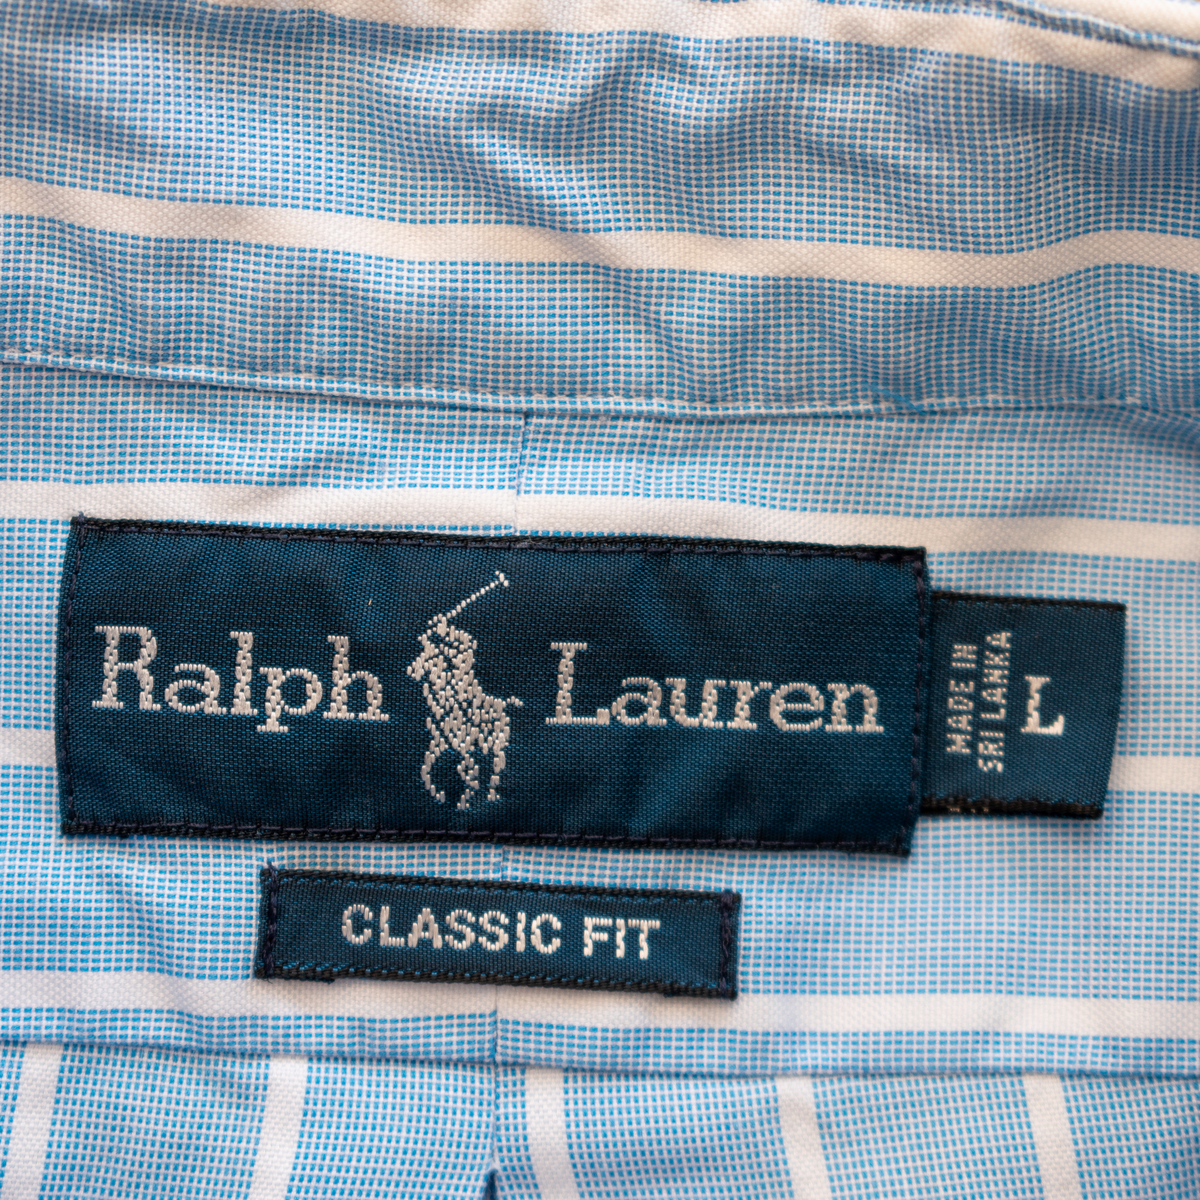 Ralph Lauren
MADE IN
SRI LANKA
L
CLASSIC FIT